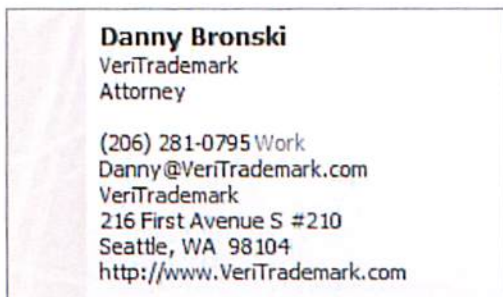 Danny Bronski
VeriTrademark
Attorney
(206) 281-0795 Work
Danny@VeriTrademark.com
VeriTrademark
216 First Avenue S #210
Seattle, WA 98104
http://www.VeriTrademark.com